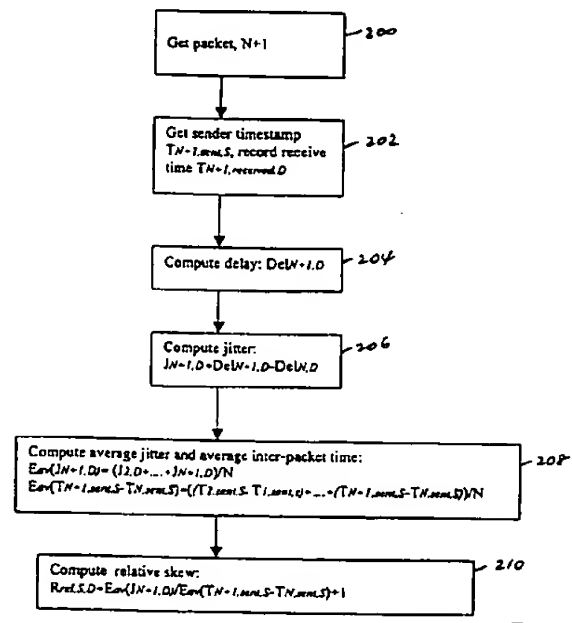 Get packet, N+1
200
Get sender timestamp
TN+1,sent,S, record receive
time TN+1,received,D
202
Compute delay: DelN+1,D
204
Compute jitter:
JN+1,D=DelN+1,D-DelN,D
206
Compute average jitter and average inter-packet time:
Eav(JN+1,D)= (J2,D+....+JN+1,D)/N
Eav(TN+1,sent,S-TN,sent,S)=((T2,sent,S-T1,sent,s)+....+(TN+1,sent,S-TN,sent,S))/N
208
Compute relative skew:
Rrel,S,D=Eav(JN+1,D)/Eav(TN+1,sent,S-TN,sent,S)+1
210